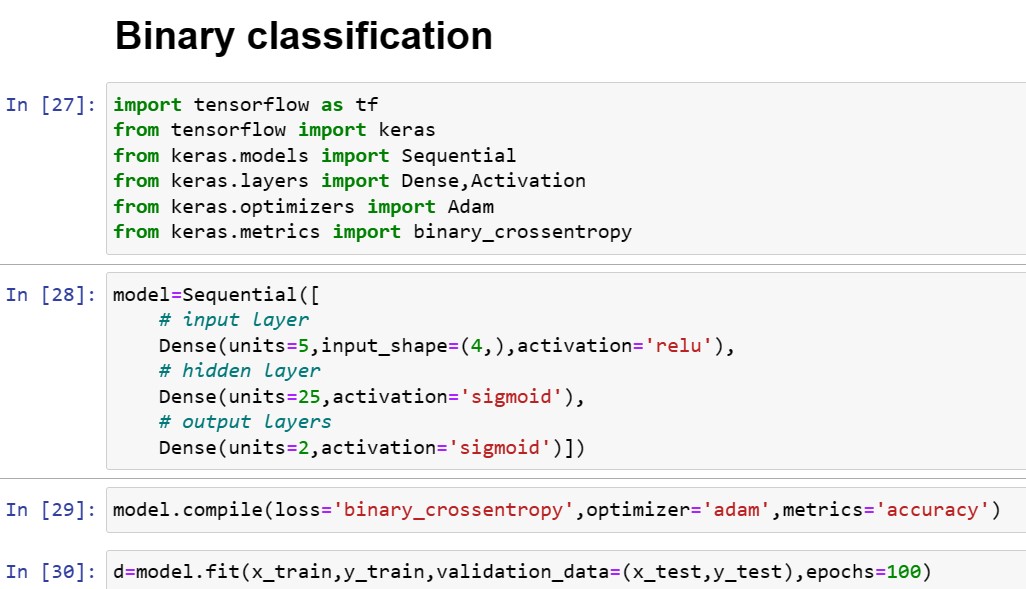 Binary classification
In [27]: import tensorflow as tf
from tensorflow import keras
from keras.models import Sequential
from keras.layers import Dense,Activation
from keras.optimizers import Adam
from keras.metrics import binary_crossentropy
In [28]: model=Sequential([
    # input layer
    Dense(units=5,input_shape=(4,),activation='relu'),
    # hidden layer
    Dense(units=25,activation='sigmoid'),
    # output layers
    Dense(units=2,activation='sigmoid')])
In [29]: model.compile(loss='binary_crossentropy',optimizer='adam',metrics='accuracy')
In [30]: d=model.fit(x_train,y_train,validation_data=(x_test,y_test),epochs=100)